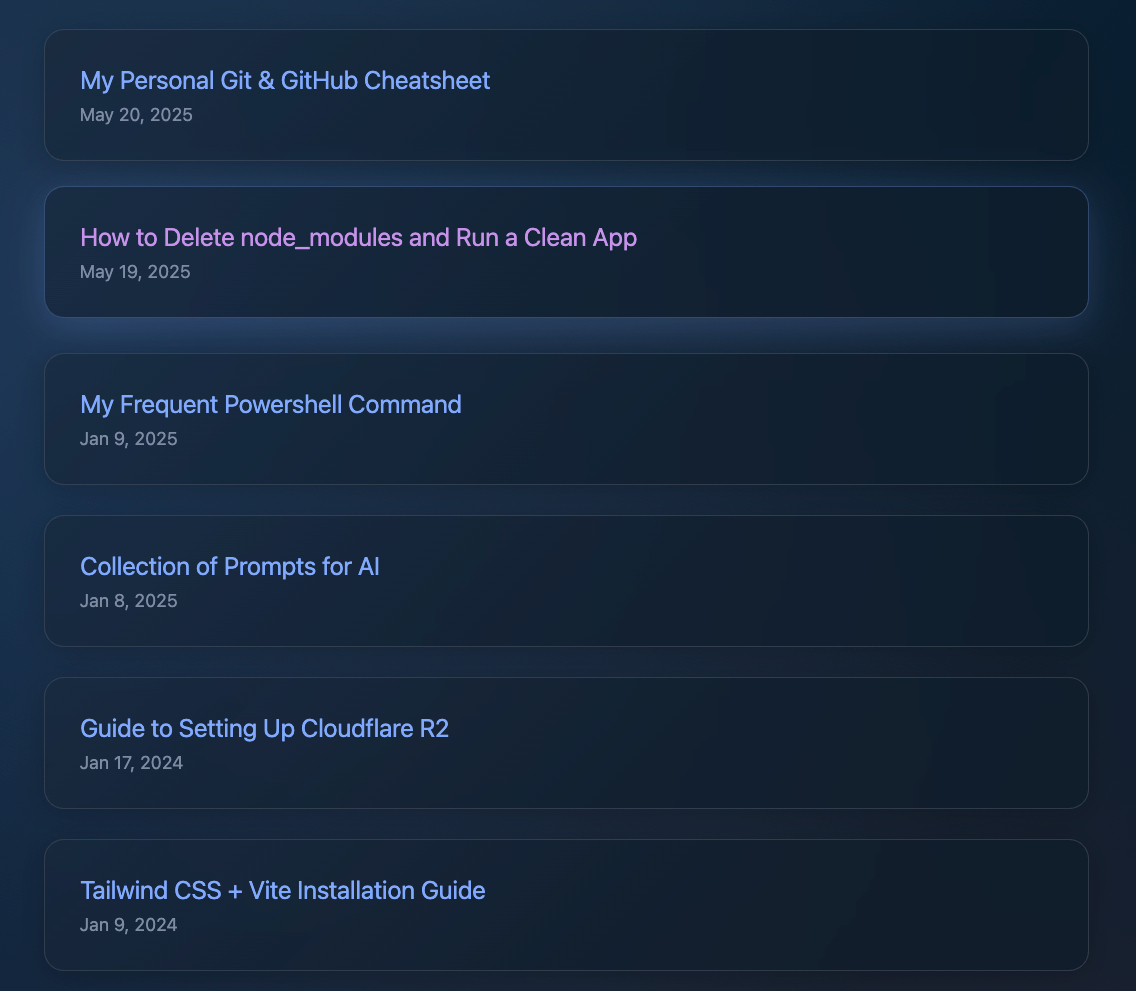 My Personal Git & GitHub Cheatsheet
May 20, 2025
How to Delete node_modules and Run a Clean App
May 19, 2025
My Frequent Powershell Command
Jan 9, 2025
Collection of Prompts for AI
Jan 8, 2025
Guide to Setting Up Cloudflare R2
Jan 17, 2024
Tailwind CSS + Vite Installation Guide
Jan 9, 2024